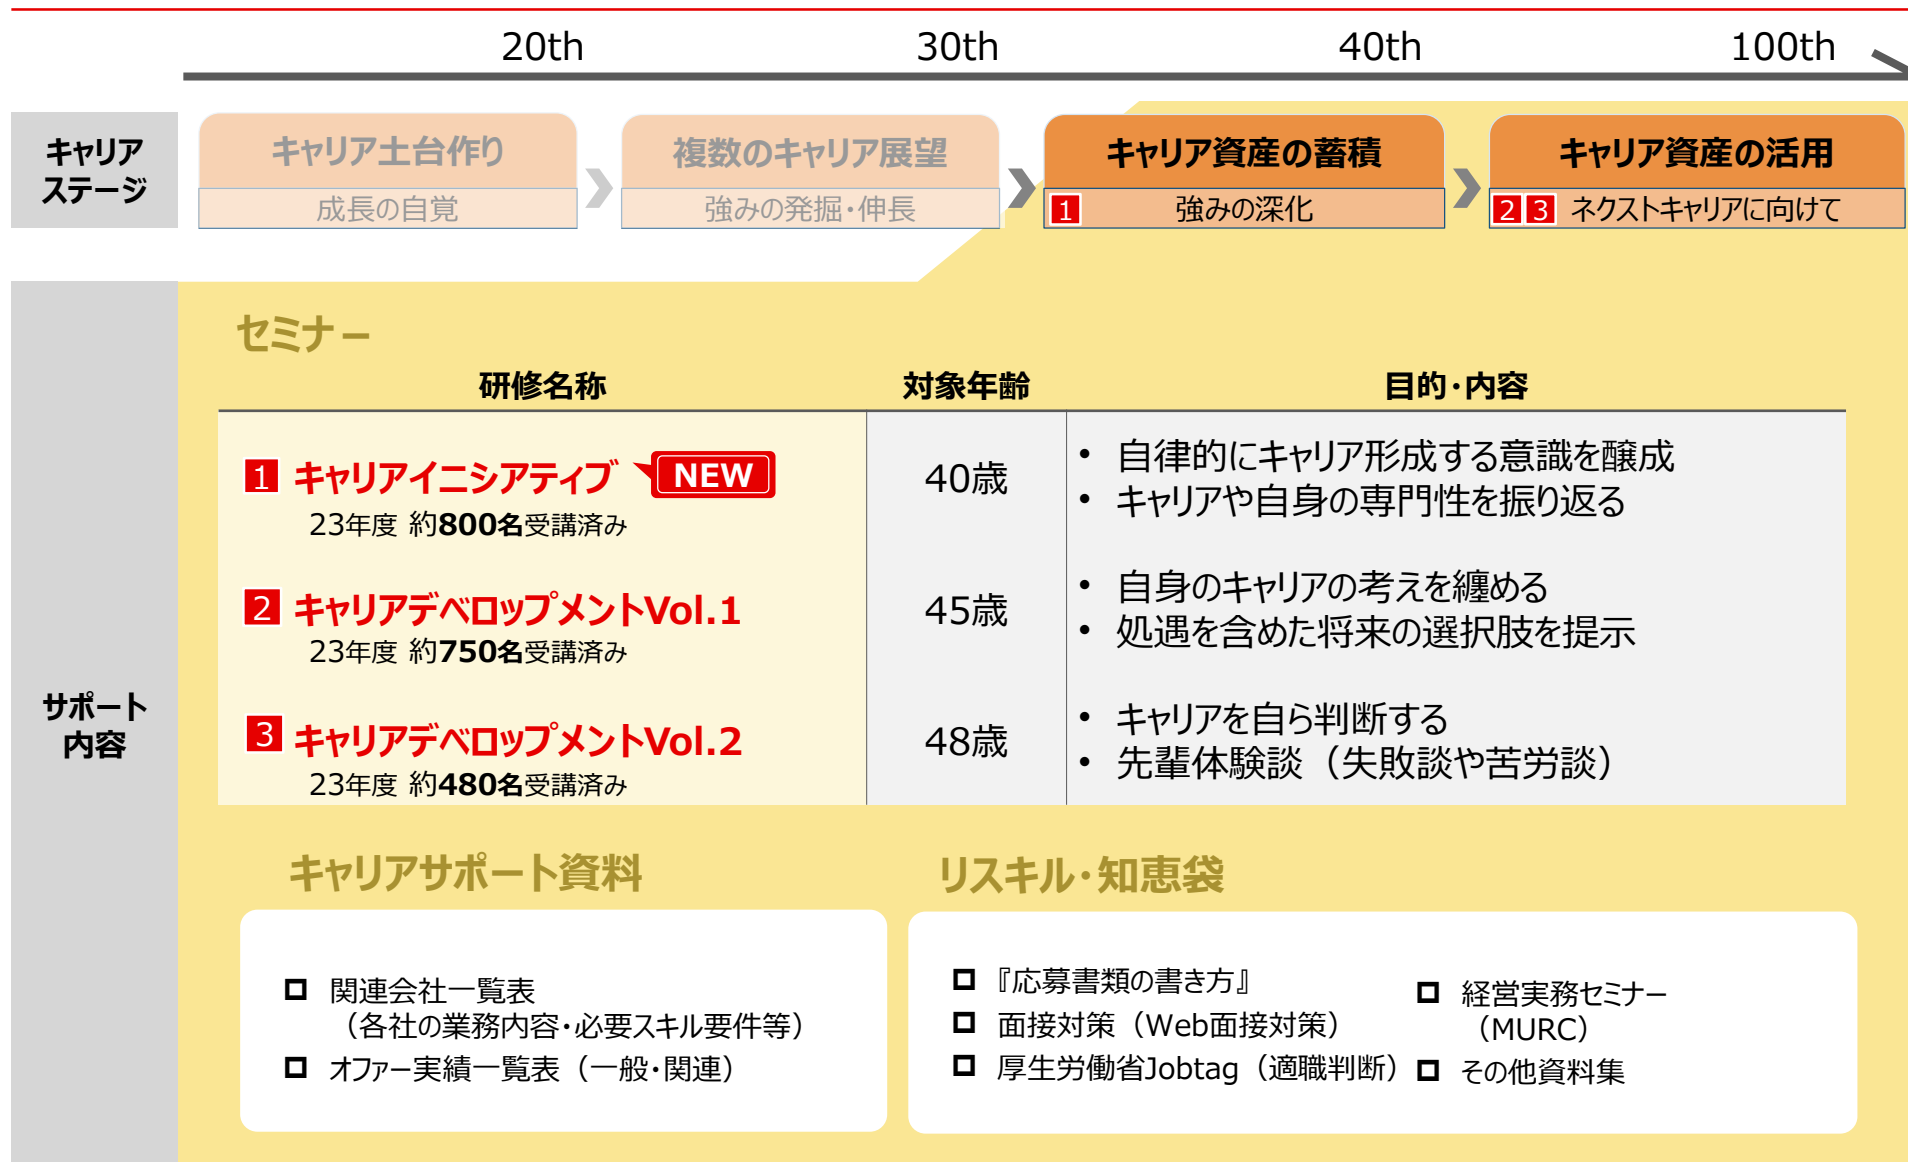 20th 30th 40th 100th
キャリア
ステージ
キャリア土台作り
成長の自覚
複数のキャリア展望
強みの発掘・伸長
キャリア資産の蓄積
1 強みの深化
キャリア資産の活用
2 3 ネクストキャリアに向けて
サポート
内容
セミナー
研修名称 対象年齢 目的・内容
1 キャリアイニシアティブ NEW
23年度 約800名受講済み
40歳
• 自律的にキャリア形成する意識を醸成
• キャリアや自身の専門性を振り返る
2 キャリアデベロップメントVol.1
23年度 約750名受講済み
45歳
• 自身のキャリアの考えを纏める
• 処遇を含めた将来の選択肢を提示
3 キャリアデベロップメントVol.2
23年度 約480名受講済み
48歳
• キャリアを自ら判断する
• 先輩体験談（失敗談や苦労談）
キャリアサポート資料
関連会社一覧表
（各社の業務内容・必要スキル要件等）
オファー実績一覧表（一般・関連）
リスキル・知恵袋
『応募書類の書き方』
面接対策（Web面接対策）
厚生労働省Jobtag（適職判断）
経営実務セミナー
（MURC）
その他資料集